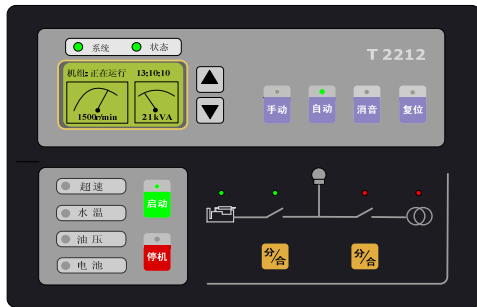 系统 状态
T 2212
机组: 正在运行 13:10:10
1500r/min 21kVA
手动 自动 消音 复位
超速
启动
水温
油压
停机
电池
分/合 分/合